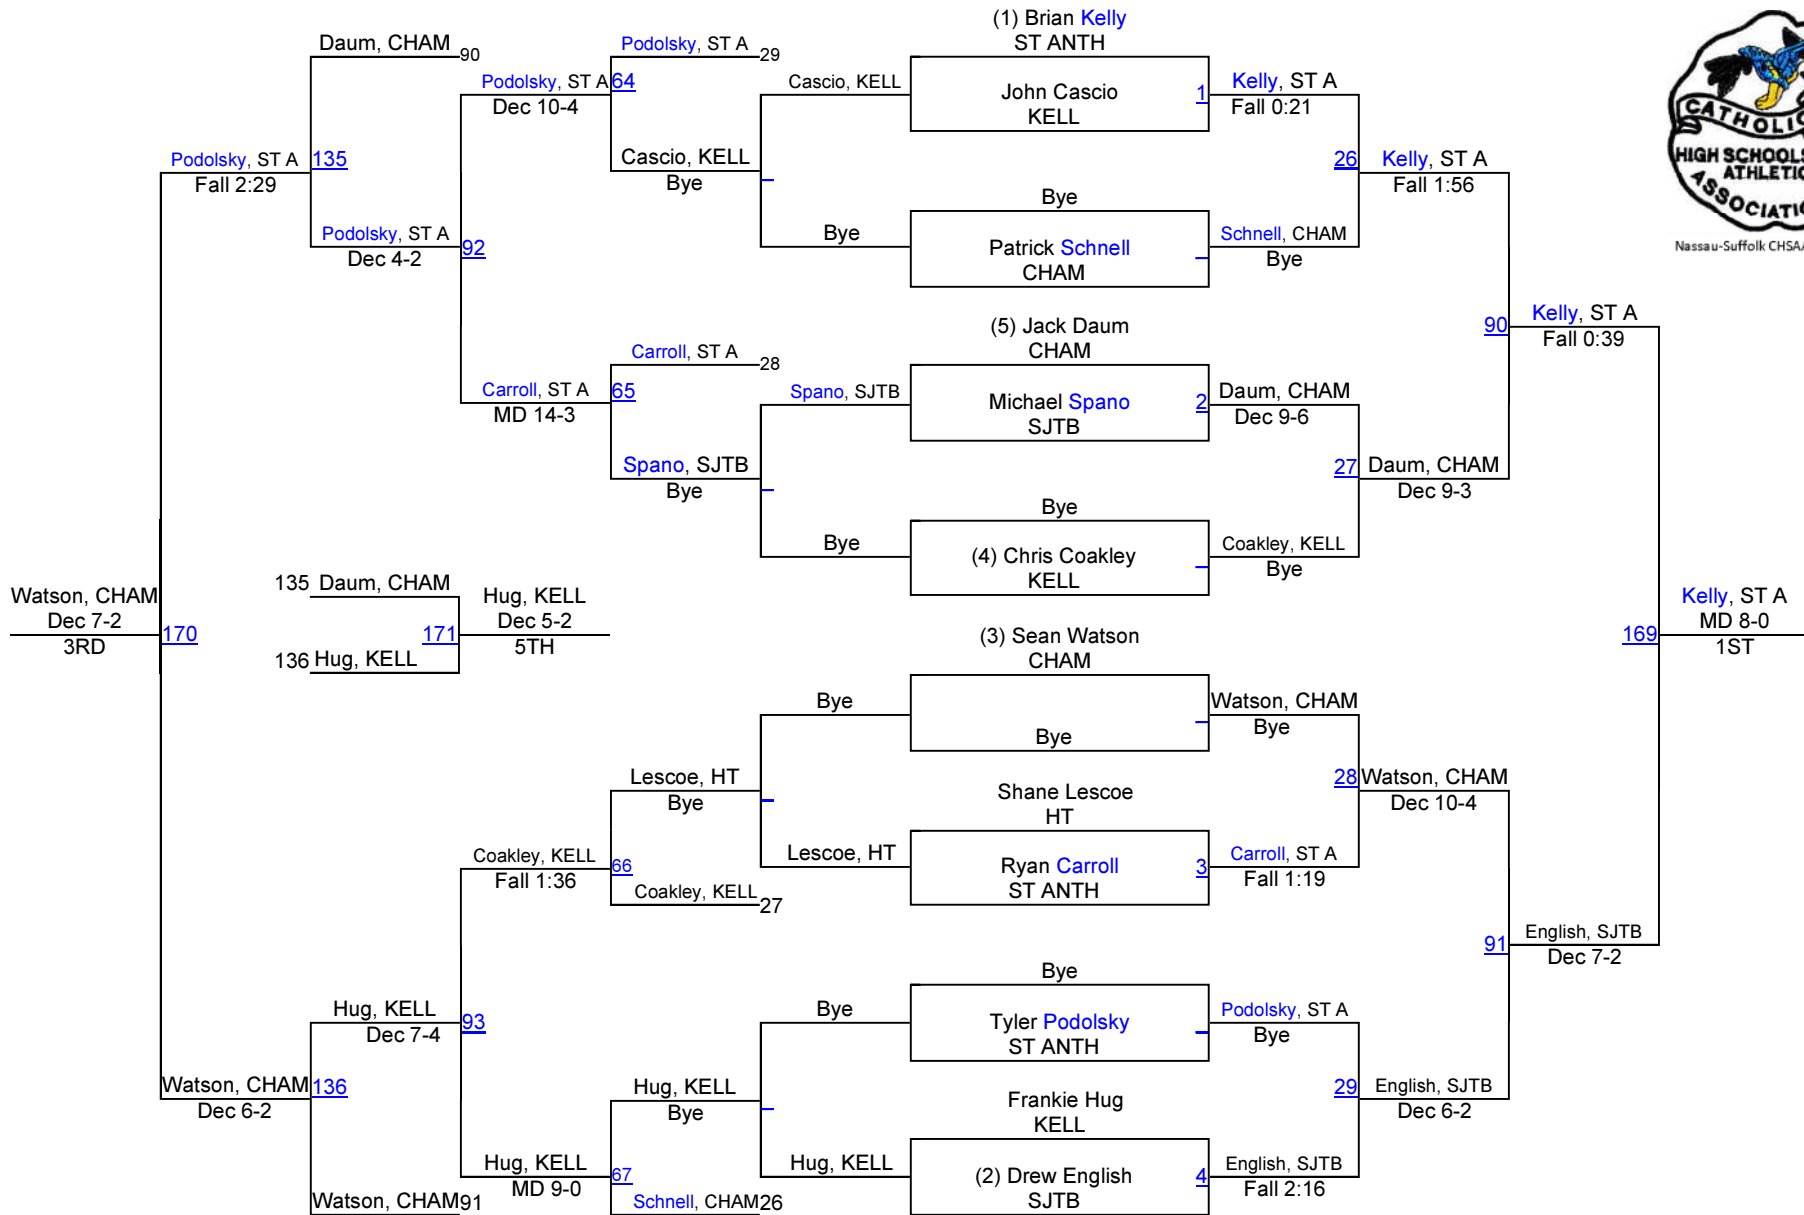 (1) Brian Kelly
ST ANTH
John Cascio
KELL
1
Bye
Patrick Schnell
CHAM
(5) Jack Daum
CHAM
Michael Spano
SJTB
2
Bye
(4) Chris Coakley
KELL
(3) Sean Watson
CHAM
Bye
Shane Lescoe
HT
Ryan Carroll
ST ANTH
3
Bye
Tyler Podolsky
ST ANTH
Frankie Hug
KELL
(2) Drew English
SJTB
4
Kelly, ST A
Fall 0:21
Schnell, CHAM
Bye
Daum, CHAM
Dec 9-6
Coakley, KELL
Bye
Watson, CHAM
Bye
Carroll, ST A
Fall 1:19
Podolsky, ST A
Bye
English, SJTB
Fall 2:16
26
Kelly, ST A
Fall 1:56
27
Daum, CHAM
Dec 9-3
28
Watson, CHAM
Dec 10-4
29
English, SJTB
Dec 6-2
90
Kelly, ST A
Fall 0:39
91
English, SJTB
Dec 7-2
169
Kelly, ST A
MD 8-0
1ST
Cascio, KELL
Bye
Spano, SJTB
Bye
Bye
Lescoe, HT
Bye
Hug, KELL
Podolsky, ST A
29
Cascio, KELL
Bye
Carroll, ST A
28
Spano, SJTB
Bye
Lescoe, HT
Bye
Coakley, KELL
27
Hug, KELL
Bye
Schnell, CHAM
26
Podolsky, ST A
64
Dec 10-4
Carroll, ST A
65
MD 14-3
Coakley, KELL
66
Fall 1:36
Hug, KELL
67
MD 9-0
Daum, CHAM
90
Podolsky, ST A
92
Dec 4-2
Hug, KELL
93
Dec 7-4
Watson, CHAM
91
Podolsky, ST A
135
Fall 2:29
Watson, CHAM
136
Dec 6-2
Watson, CHAM
Dec 7-2
170
3RD
135 Daum, CHAM
136 Hug, KELL
171
Hug, KELL
Dec 5-2
5TH
CATHOLIC
HIGH SCHOOLS
ATHLETIC
ASSOCIATI
Nassau-Suffolk CHSAA